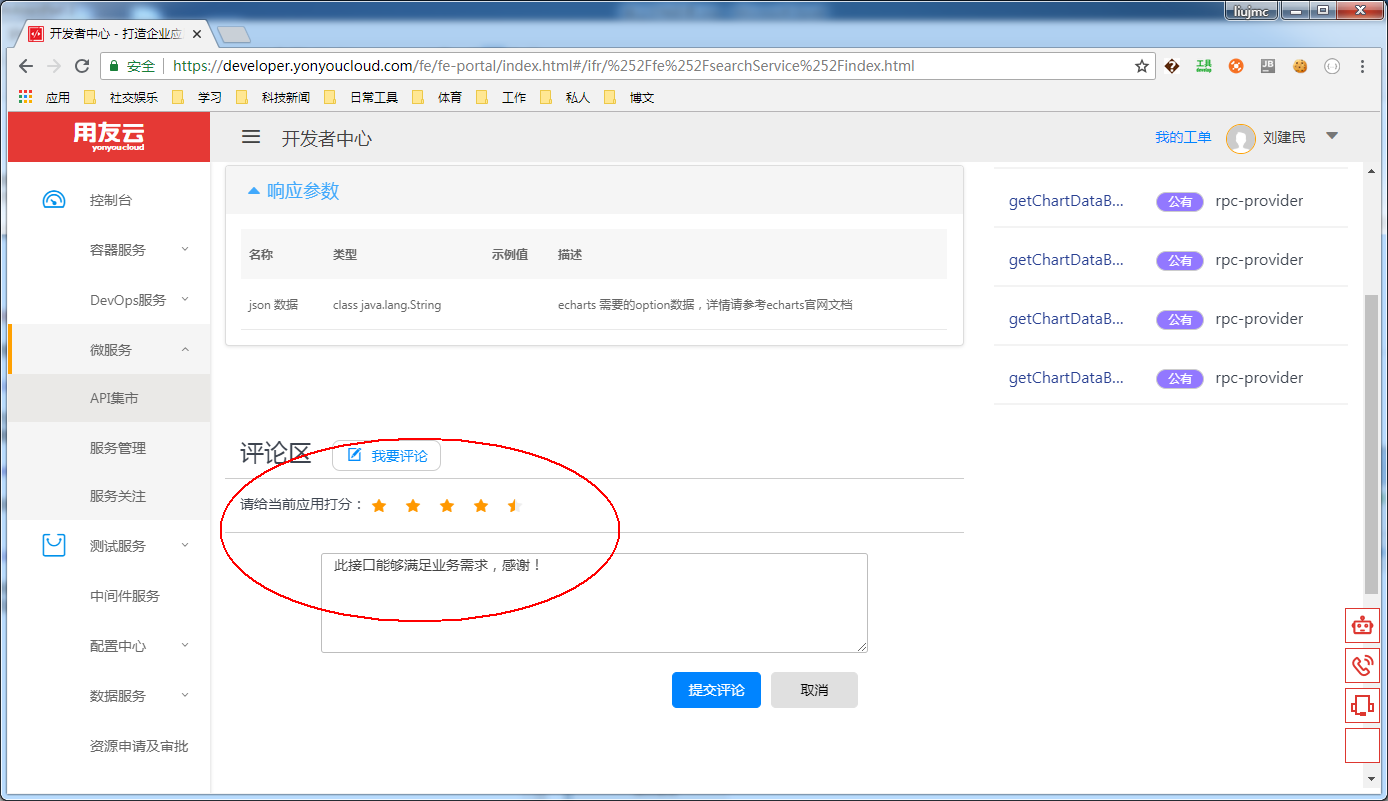 liujmc
开发者中心 - 打造企业应
安全 https://developer.yonyoucloud.com/fe/fe-portal/index.html#/ifr/%252Ffe%252FsearchService%252Findex.html
工具
JB
应用 社交娱乐 学习 科技新闻 日常工具 体育 工作 私人 博文
用友云
yonyoucloud
开发者中心
我的工单 刘建民
控制台
容器服务
DevOps服务
微服务
API集市
服务管理
服务关注
测试服务
中间件服务
配置中心
数据服务
资源申请及审批
响应参数
名称 类型 示例值 描述
json 数据 class java.lang.String echarts 需要的option数据，详情请参考echarts官网文档
评论区 我要评论
请给当前应用打分：
此接口能够满足业务需求，感谢！
提交评论 取消
getChartDataB... 公有 rpc-provider
getChartDataB... 公有 rpc-provider
getChartDataB... 公有 rpc-provider
getChartDataB... 公有 rpc-provider